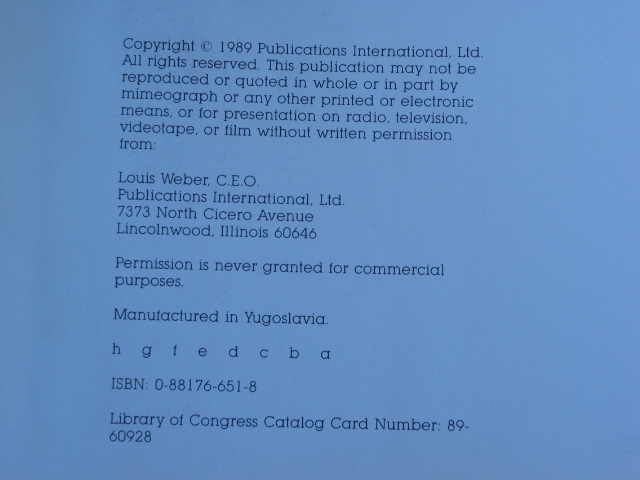 Copyright © 1989 Publications International, Ltd.
All rights reserved. This publication may not be
reproduced or quoted in whole or in part by
mimeograph or any other printed or electronic
means, or for presentation on radio, television,
videotape, or film without written permission
from:
Louis Weber, C.E.O.
Publications International, Ltd.
7373 North Cicero Avenue
Lincolnwood, Illinois 60646
Permission is never granted for commercial
purposes.
Manufactured in Yugoslavia.
h g f e d c b a
ISBN: 0-88176-651-8
Library of Congress Catalog Card Number: 89-
60928